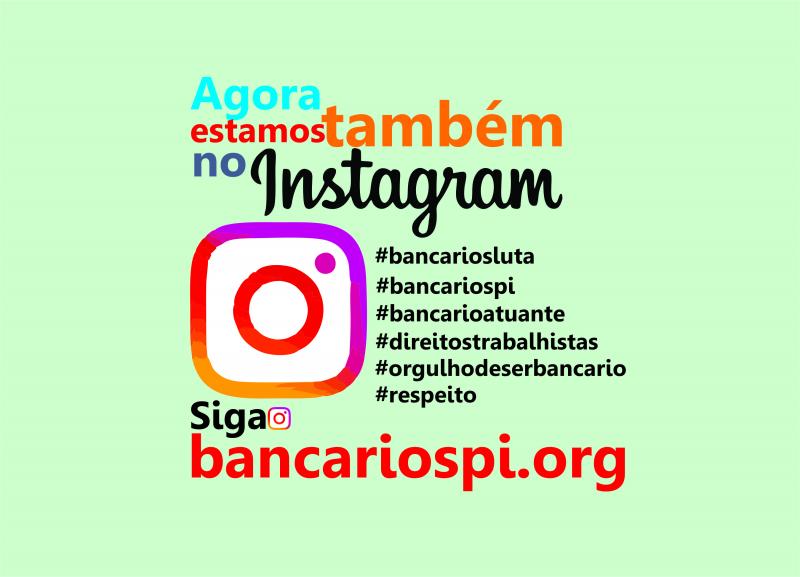 Agora
estamos também
no Instagram
#bancariosluta
#bancariospi
#bancarioatuante
#direitostrabalhistas
#orgulhodeserbancario
#respeito
Siga
bancariospi.org